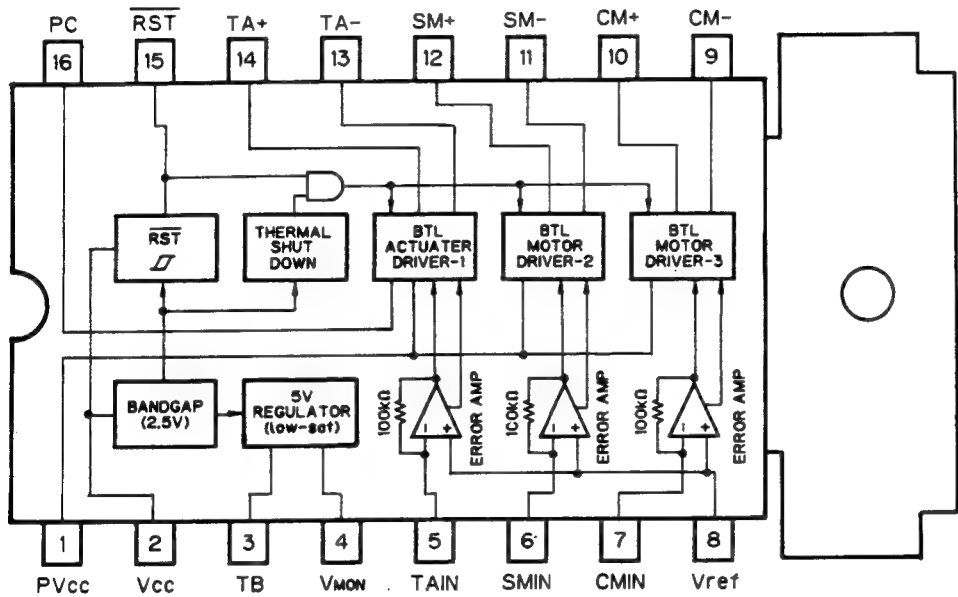 PC RST TA+ TA- SM+ SM- CM+ CM-
16 15 14 13 12 11 10 9
RST
THERMAL
SHUT
DOWN
BTL
ACTUATER
DRIVER-1
BTL
MOTOR
DRIVER-2
BTL
MOTOR
DRIVER-3
BANDGAP
(2.5V)
5V
REGULATOR
(low-sat)
100kΩ
- +
ERROR AMP
100kΩ
- +
ERROR AMP
100kΩ
- +
ERROR AMP
1 2 3 4 5 6 7 8
PVcc Vcc TB VMON TAIN SMIN CMIN Vref